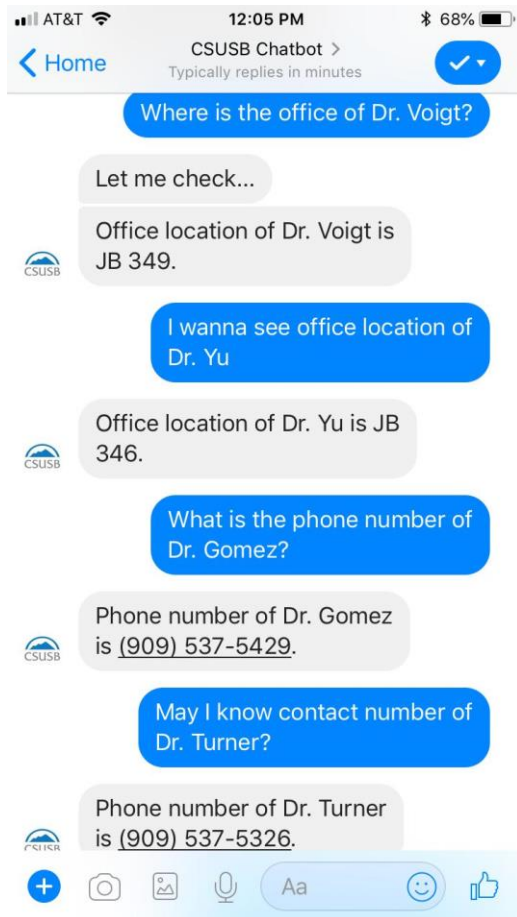 AT&T 12:05 PM 68%
Home
CSUSB Chatbot >
Typically replies in minutes
Where is the office of Dr. Voigt?
Let me check...
Office location of Dr. Voigt is
JB 349.
CSUSB
I wanna see office location of
Dr. Yu
Office location of Dr. Yu is JB
346.
CSUSB
What is the phone number of
Dr. Gomez?
Phone number of Dr. Gomez
is (909) 537-5429.
CSUSB
May I know contact number of
Dr. Turner?
Phone number of Dr. Turner
is (909) 537-5326.
CSUSB
Aa